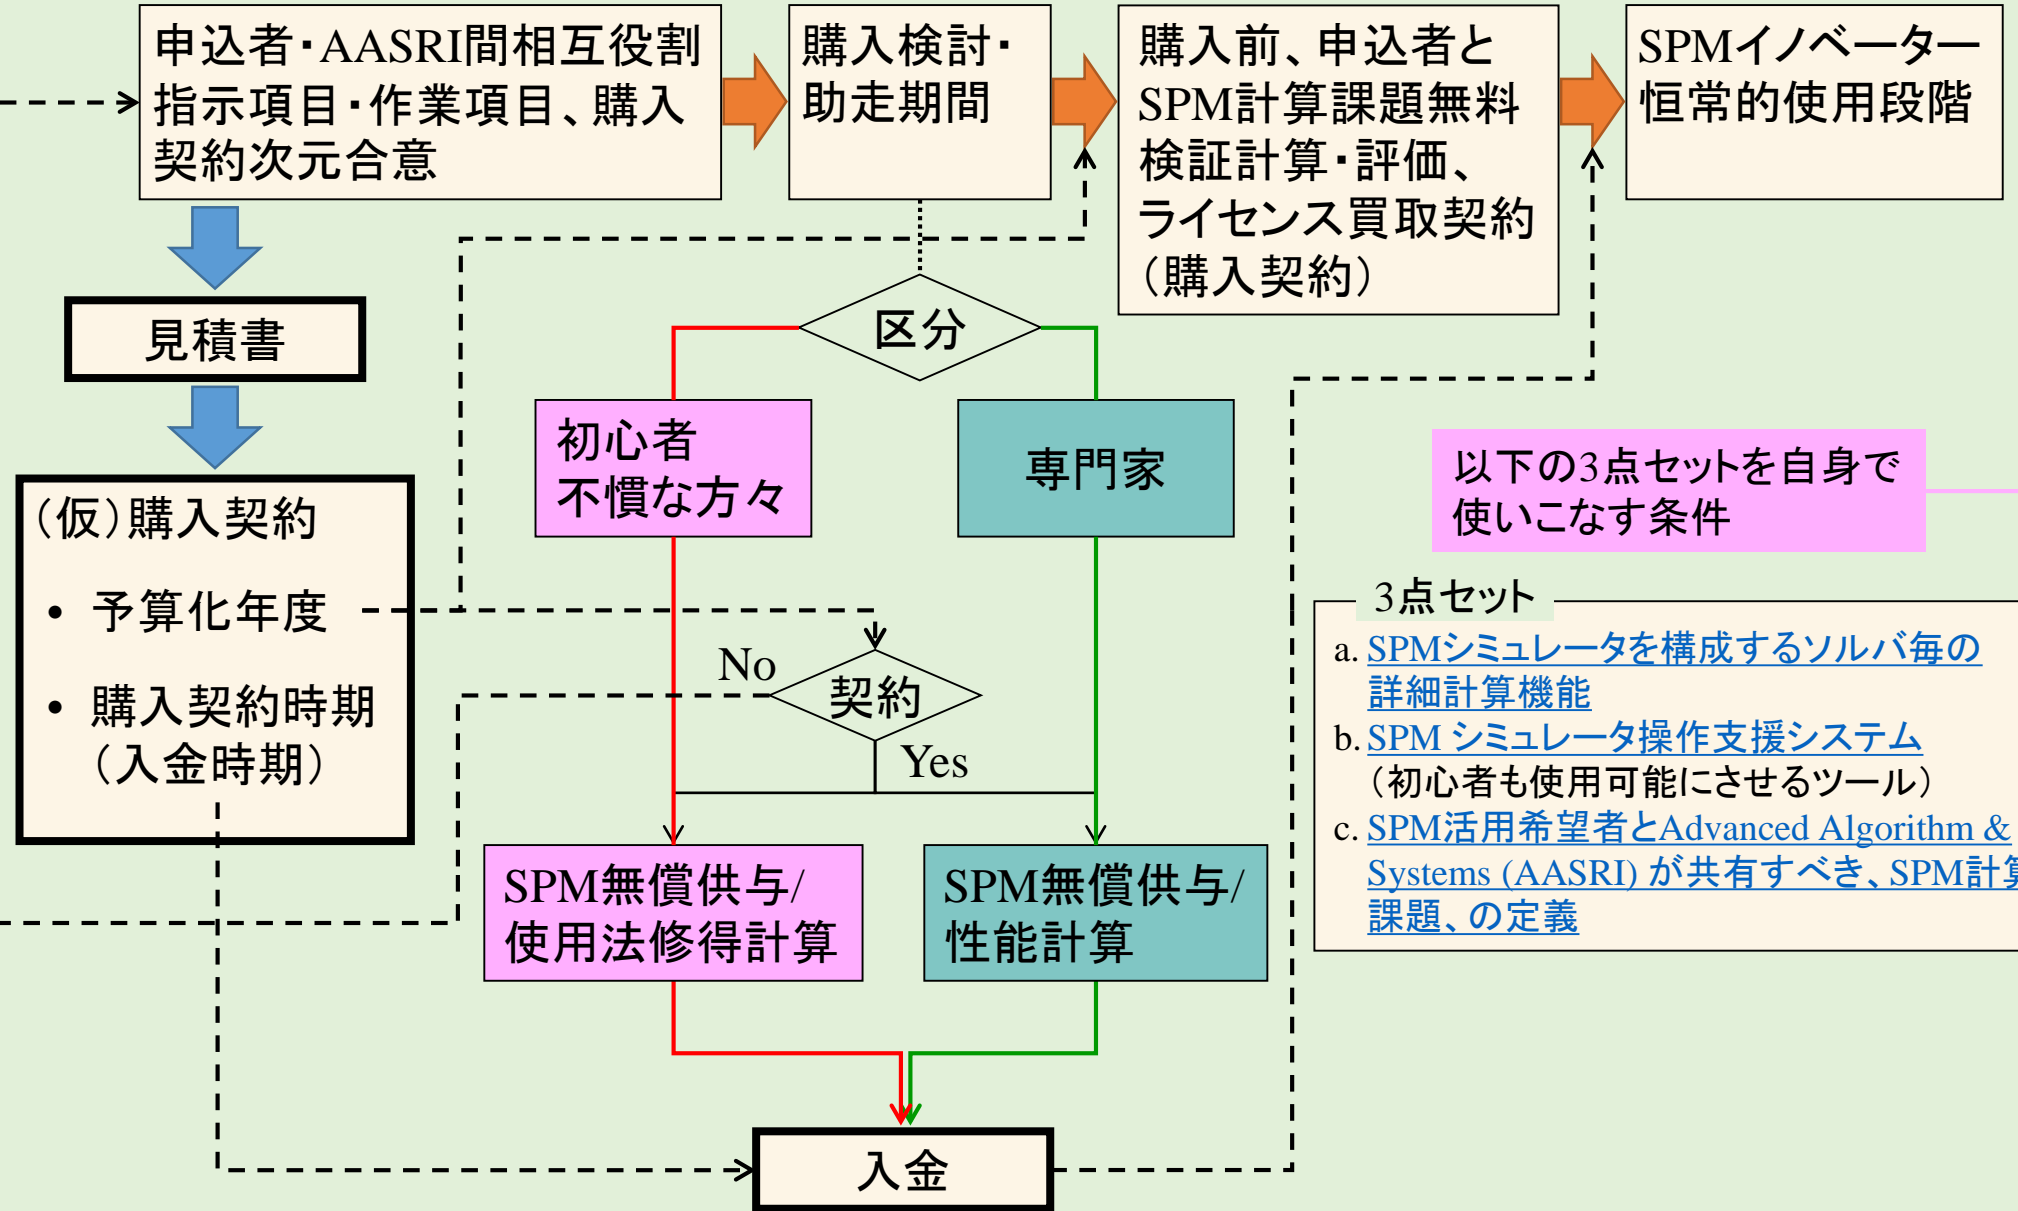 申込者・AASRI間相互役割
指示項目・作業項目、購入
契約次元合意
購入検討・
助走期間
購入前、申込者と
SPM計算課題無料
検証計算・評価、
ライセンス買取契約
（購入契約）
SPMイノベーター
恒常的使用段階
見積書
（仮）購入契約
• 予算化年度
• 購入契約時期
（入金時期）
区分
初心者
不慣な方々
専門家
契約
No
Yes
SPM無償供与/
使用法修得計算
SPM無償供与/
性能計算
入金
以下の3点セットを自身で
使いこなす条件
3点セット
a. SPMシミュレータを構成するソルバ毎の
詳細計算機能
b. SPM シミュレータ操作支援システム
（初心者も使用可能にさせるツール）
c. SPM活用希望者とAdvanced Algorithm &
Systems (AASRI) が共有すべき、SPM計算
課題、の定義